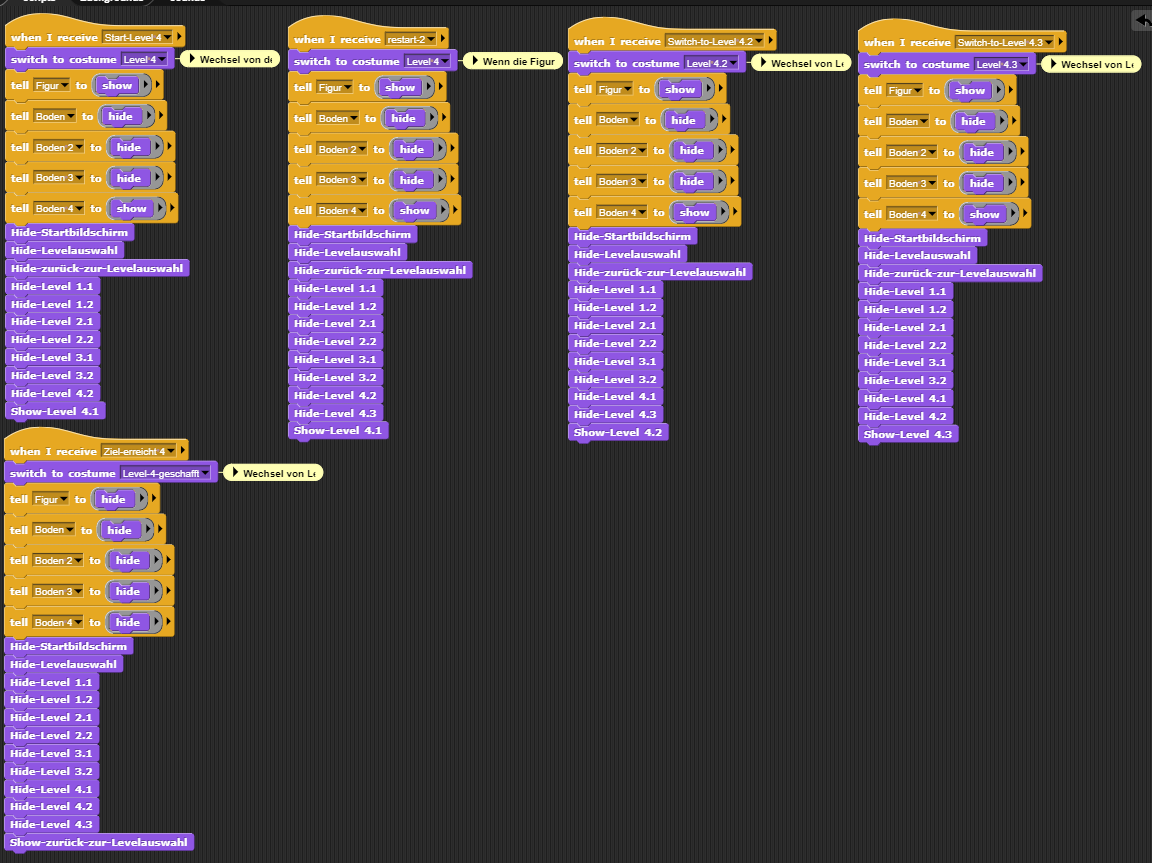 when I receive Start-Level 4
switch to costume Level 4 Wechsel von de
tell Figur to show
tell Boden to hide
tell Boden 2 to hide
tell Boden 3 to hide
tell Boden 4 to show
Hide-Startbildschirm
Hide-Levelauswahl
Hide-zurück-zur-Levelauswahl
Hide-Level 1.1
Hide-Level 1.2
Hide-Level 2.1
Hide-Level 2.2
Hide-Level 3.1
Hide-Level 3.2
Hide-Level 4.2
Show-Level 4.1
when I receive restart-2
switch to costume Level 4 Wenn die Figur
tell Figur to show
tell Boden to hide
tell Boden 2 to hide
tell Boden 3 to hide
tell Boden 4 to show
Hide-Startbildschirm
Hide-Levelauswahl
Hide-zurück-zur-Levelauswahl
Hide-Level 1.1
Hide-Level 1.2
Hide-Level 2.1
Hide-Level 2.2
Hide-Level 3.1
Hide-Level 3.2
Hide-Level 4.2
Hide-Level 4.3
Show-Level 4.1
when I receive Switch-to-Level 4.2
switch to costume Level 4.2 Wechsel von Le
tell Figur to show
tell Boden to hide
tell Boden 2 to hide
tell Boden 3 to hide
tell Boden 4 to show
Hide-Startbildschirm
Hide-Levelauswahl
Hide-zurück-zur-Levelauswahl
Hide-Level 1.1
Hide-Level 1.2
Hide-Level 2.1
Hide-Level 2.2
Hide-Level 3.1
Hide-Level 3.2
Hide-Level 4.1
Hide-Level 4.3
Show-Level 4.2
when I receive Switch-to-Level 4.3
switch to costume Level 4.3 Wechsel von Le
tell Figur to show
tell Boden to hide
tell Boden 2 to hide
tell Boden 3 to hide
tell Boden 4 to show
Hide-Startbildschirm
Hide-Levelauswahl
Hide-zurück-zur-Levelauswahl
Hide-Level 1.1
Hide-Level 1.2
Hide-Level 2.1
Hide-Level 2.2
Hide-Level 3.1
Hide-Level 3.2
Hide-Level 4.1
Hide-Level 4.2
Show-Level 4.3
when I receive Ziel-erreicht 4
switch to costume Level-4-geschafft Wechsel von Le
tell Figur to hide
tell Boden to hide
tell Boden 2 to hide
tell Boden 3 to hide
tell Boden 4 to hide
Hide-Startbildschirm
Hide-Levelauswahl
Hide-Level 1.1
Hide-Level 1.2
Hide-Level 2.1
Hide-Level 2.2
Hide-Level 3.1
Hide-Level 3.2
Hide-Level 4.1
Hide-Level 4.2
Hide-Level 4.3
Show-zurück-zur-Levelauswahl